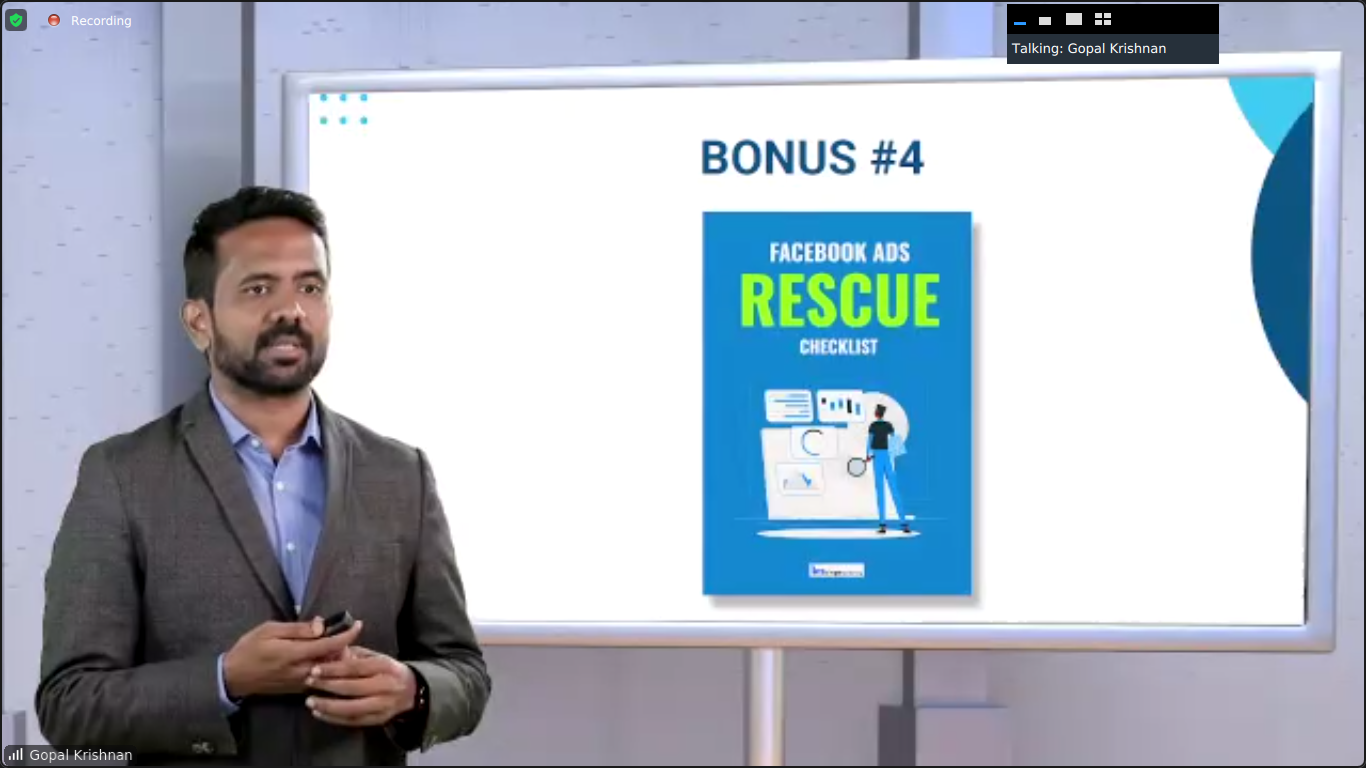 Recording
Talking: Gopal Krishnan
BONUS #4
FACEBOOK ADS
RESCUE
CHECKLIST
Gopal Krishnan